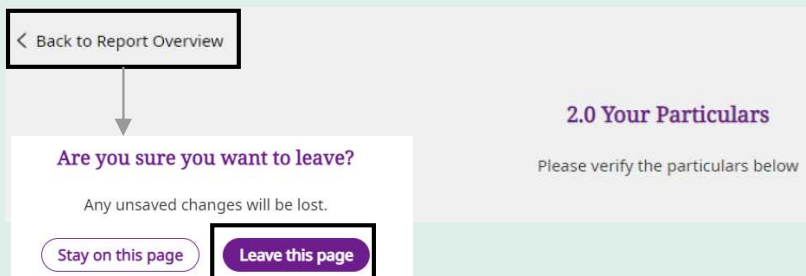 < Back to Report Overview
2.0 Your Particulars
Please verify the particulars below
Are you sure you want to leave?
Any unsaved changes will be lost.
Stay on this page
Leave this page